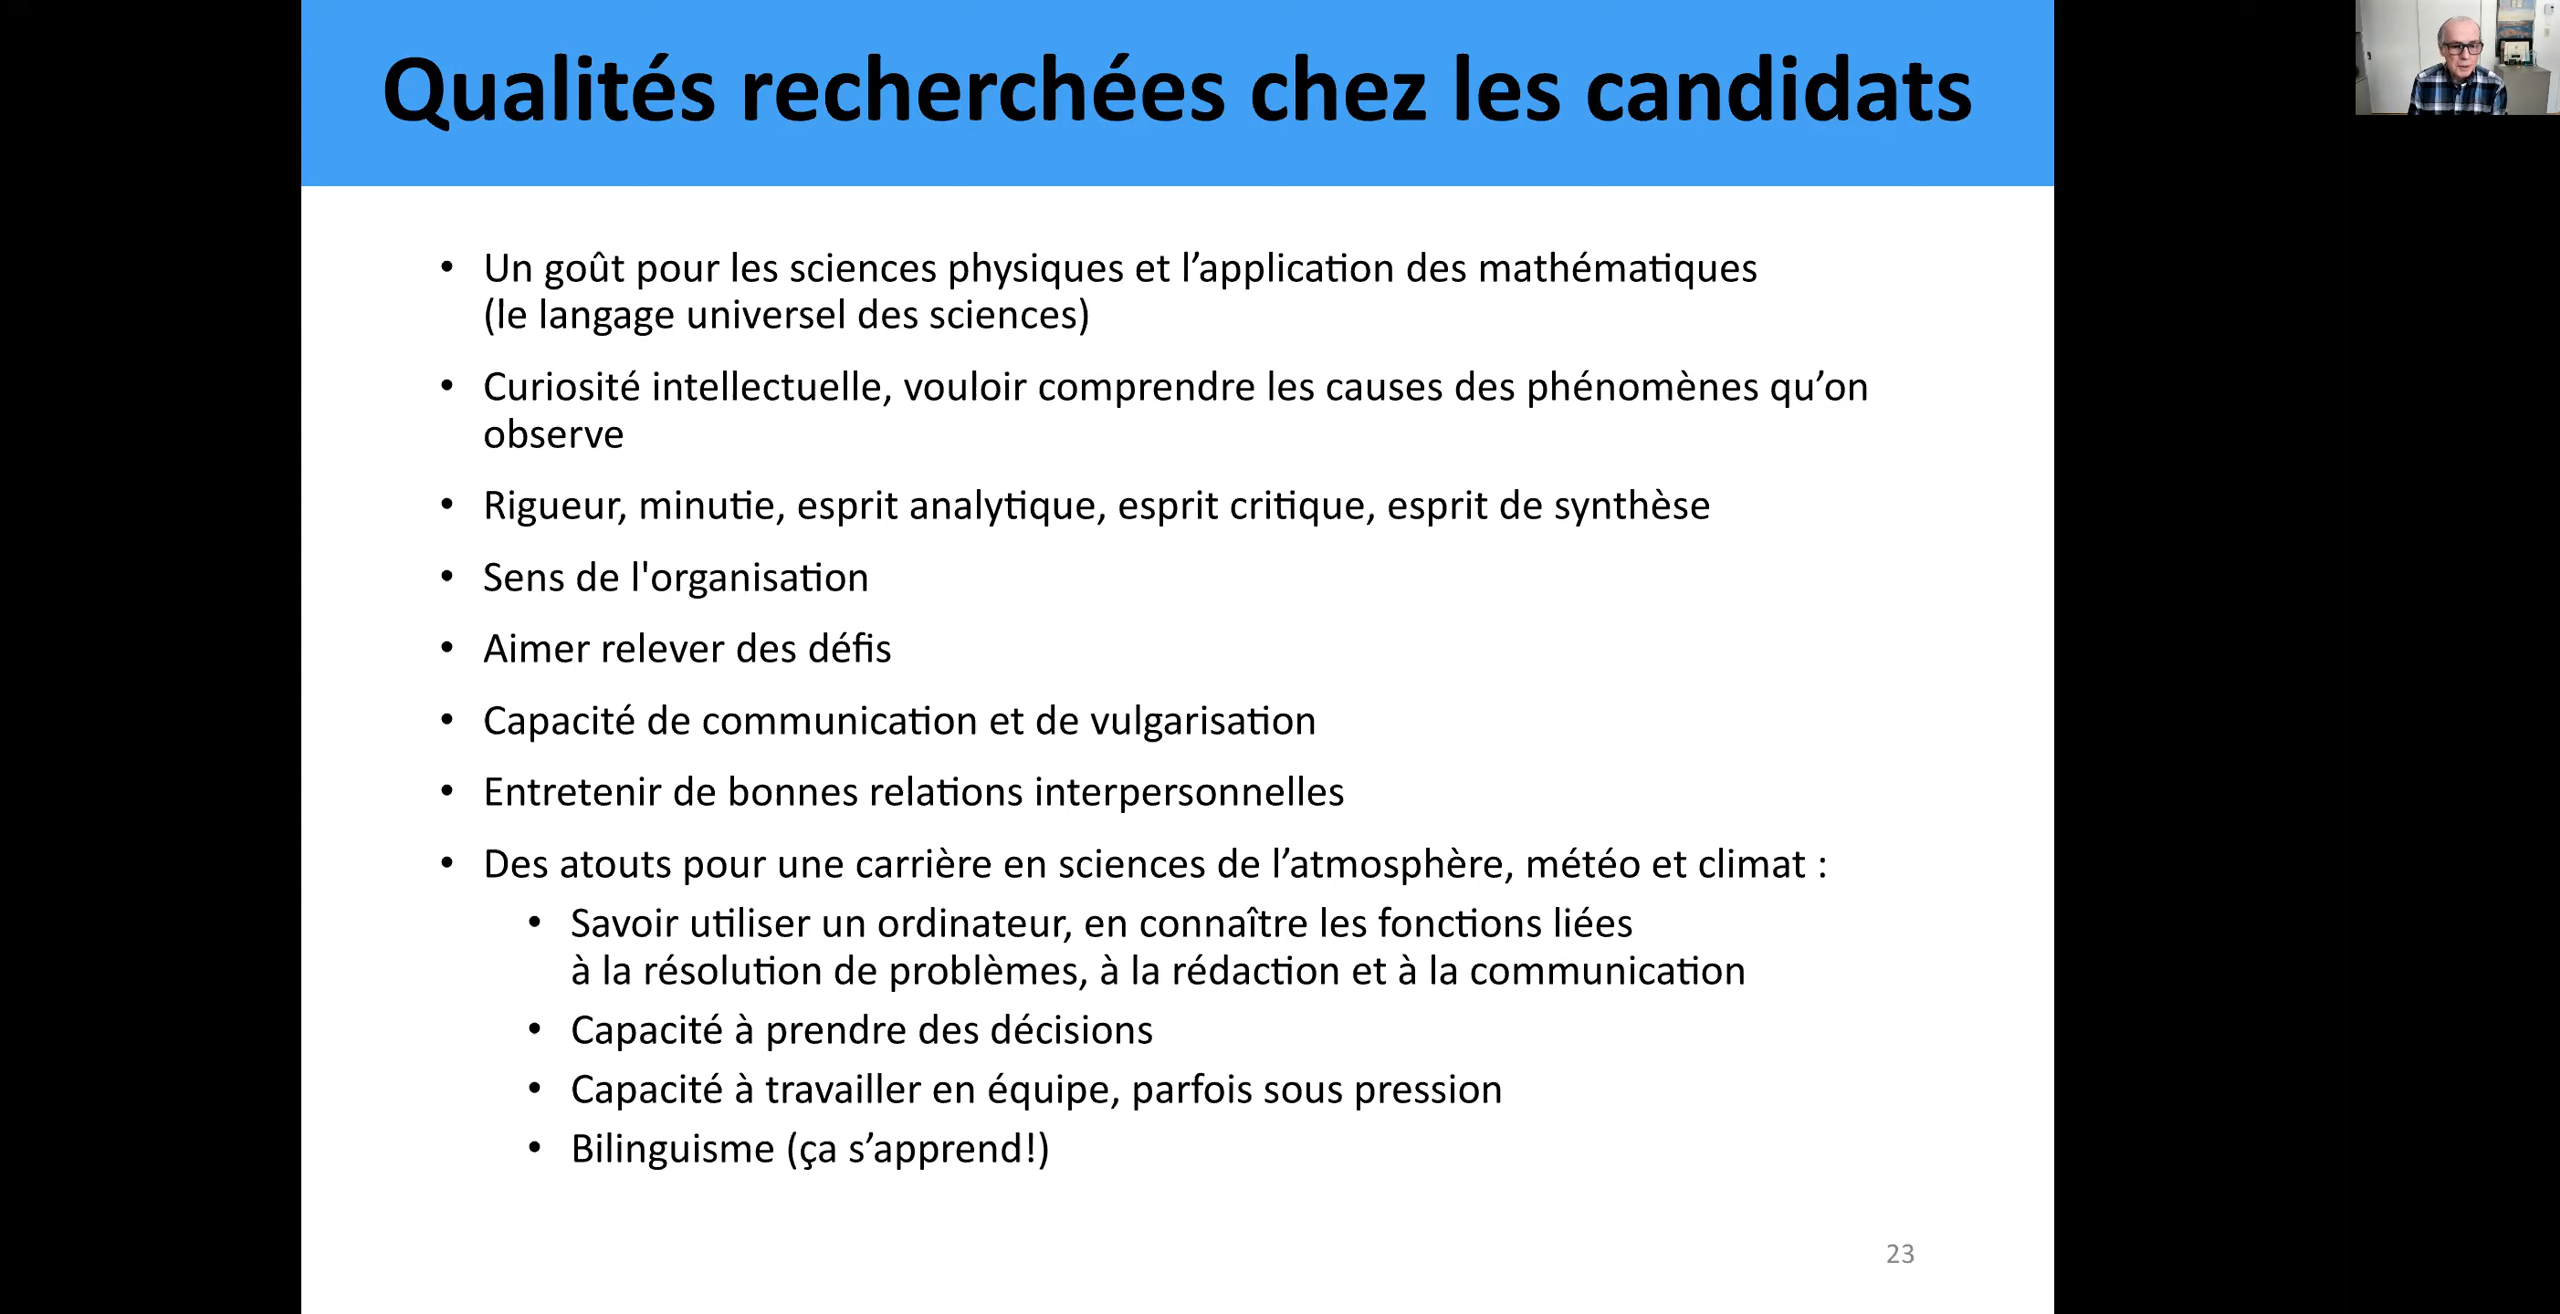 Qualités recherchées chez les candidats
• Un goût pour les sciences physiques et l’application des mathématiques
(le langage universel des sciences)
• Curiosité intellectuelle, vouloir comprendre les causes des phénomènes qu’on
observe
• Rigueur, minutie, esprit analytique, esprit critique, esprit de synthèse
• Sens de l'organisation
• Aimer relever des défis
• Capacité de communication et de vulgarisation
• Entretenir de bonnes relations interpersonnelles
• Des atouts pour une carrière en sciences de l’atmosphère, météo et climat :
• Savoir utiliser un ordinateur, en connaître les fonctions liées
à la résolution de problèmes, à la rédaction et à la communication
• Capacité à prendre des décisions
• Capacité à travailler en équipe, parfois sous pression
• Bilinguisme (ça s’apprend!)
23